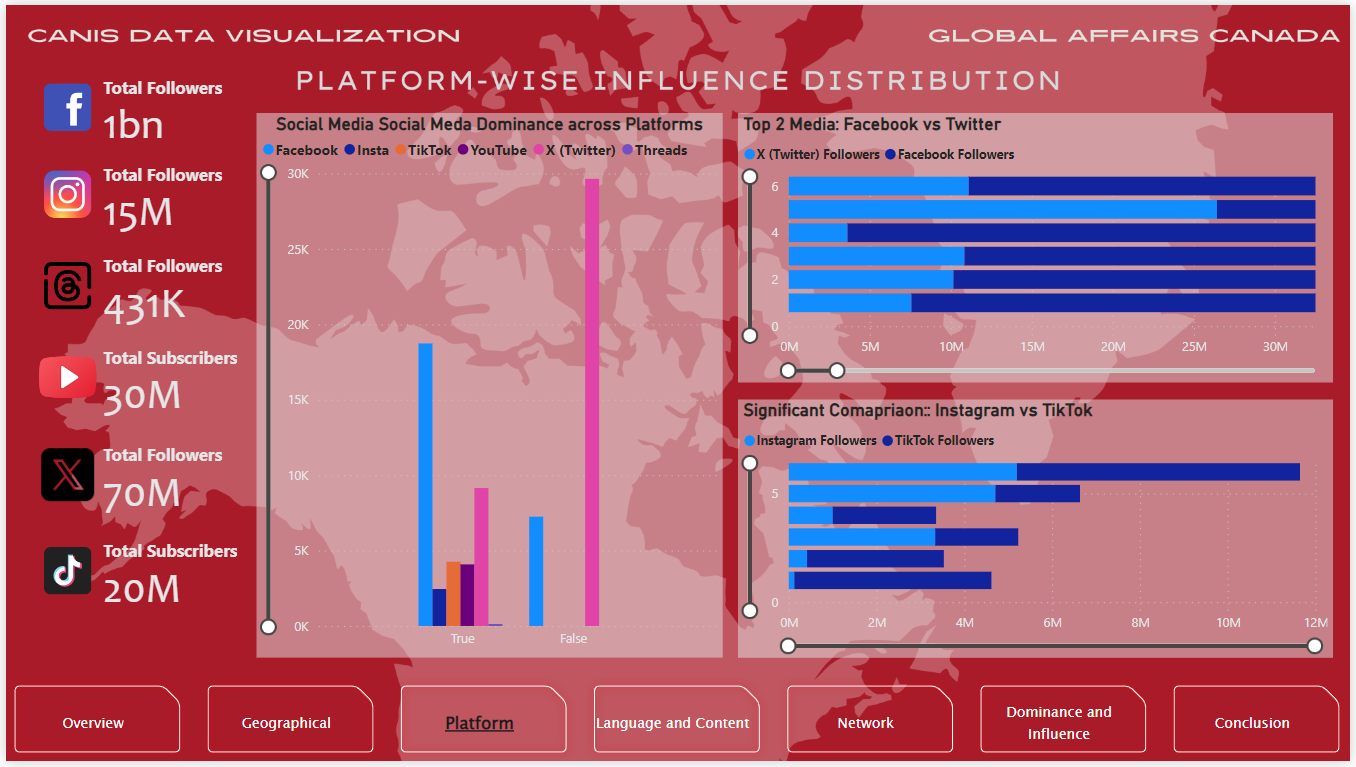 CANIS DATA VISUALIZATION
GLOBAL AFFAIRS CANADA
PLATFORM-WISE INFLUENCE DISTRIBUTION
Total Followers
1bn
Total Followers
15M
Total Followers
431K
Total Subscribers
30M
Total Followers
70M
Total Subscribers
20M
Social Media Social Meda Dominance across Platforms
Facebook Insta TikTok YouTube X (Twitter) Threads
30K
25K
20K
15K
10K
5K
0K
True False
Top 2 Media: Facebook vs Twitter
X (Twitter) Followers Facebook Followers
6
4
2
0
0M 5M 10M 15M 20M 25M 30M
Significant Comapriaon:: Instagram vs TikTok
Instagram Followers TikTok Followers
5
0
0M 2M 4M 6M 8M 10M 12M
Overview
Geographical
Platform
Language and Content
Network
Dominance and
Influence
Conclusion